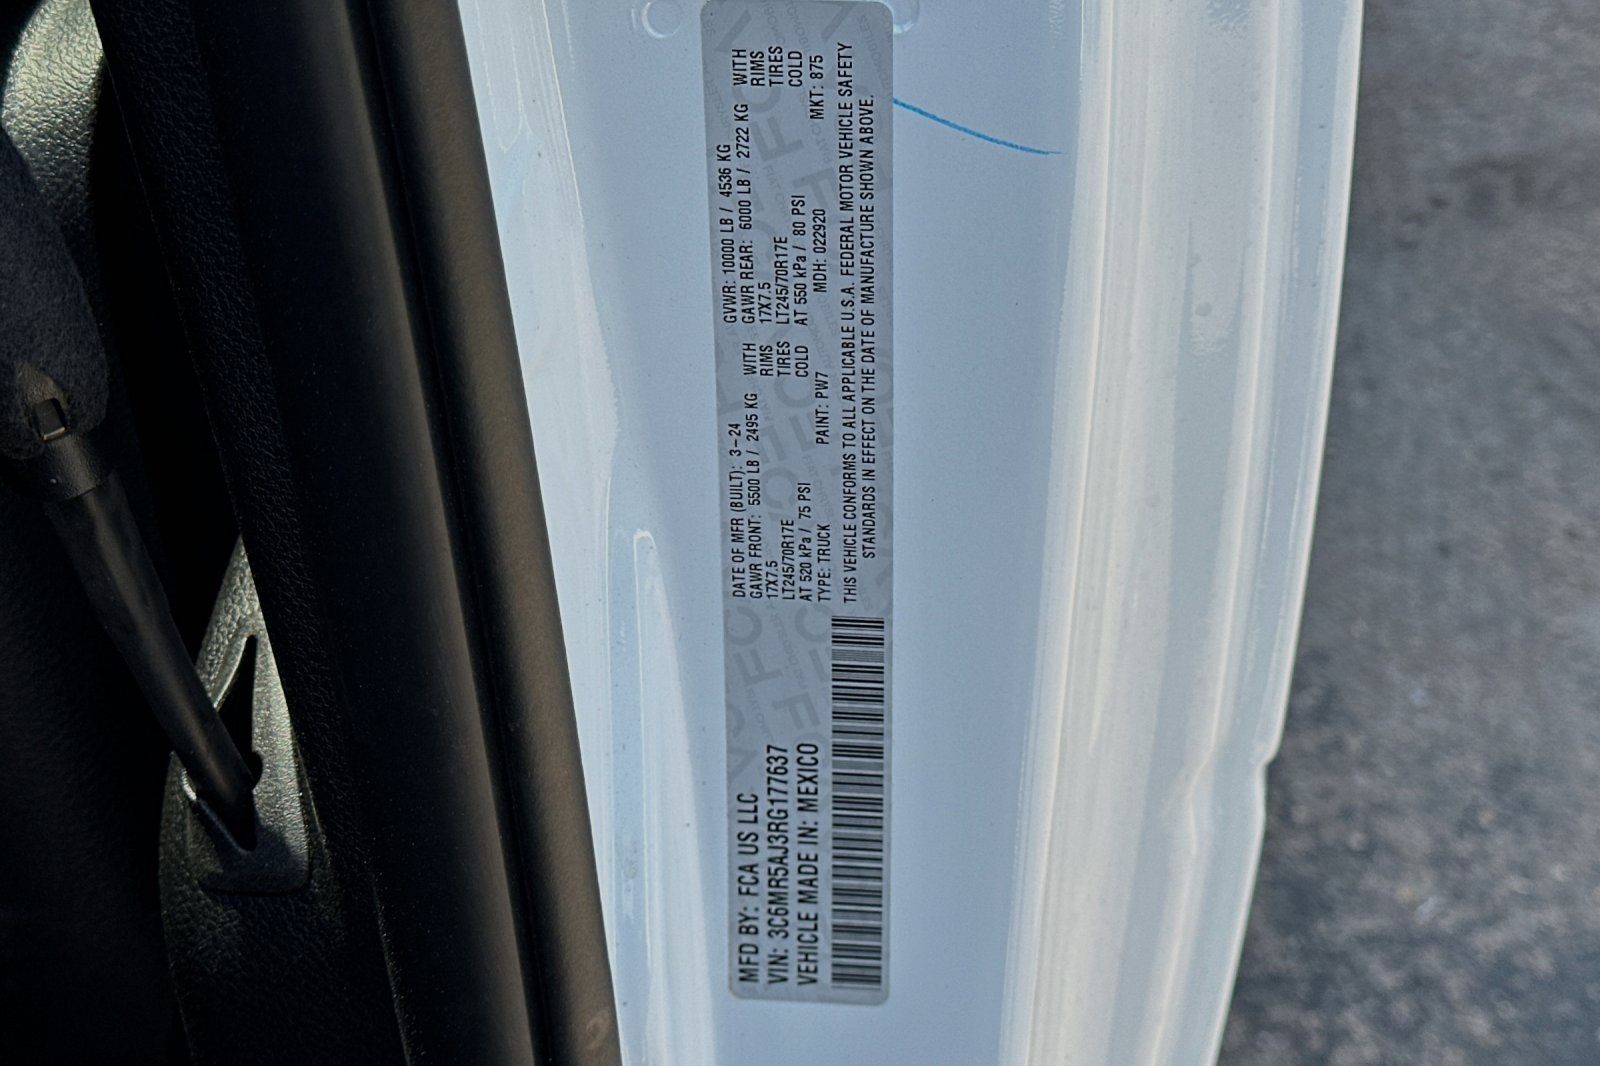 MFD BY: FCA US LLC
VIN: 3C6MR5AJ3RG177637
VEHICLE MADE IN: MEXICO
DATE OF MFR (BUILT): 3-24 GVWR: 10000 LB / 4536 KG
GAWR FRONT: 5500 LB / 2495 KG WITH GAWR REAR: 6000 LB / 2722 KG WITH
17X7.5 RIMS 17X7.5 RIMS
LT245/70R17E TIRES LT245/70R17E TIRES
AT 520 kPa / 75 PSI COLD AT 550 kPa / 80 PSI COLD
TYPE: TRUCK PAINT: PW7 MDH: 022920 MKT: 875
THIS VEHICLE CONFORMS TO ALL APPLICABLE U.S.A. FEDERAL MOTOR VEHICLE SAFETY
STANDARDS IN EFFECT ON THE DATE OF MANUFACTURE SHOWN ABOVE.